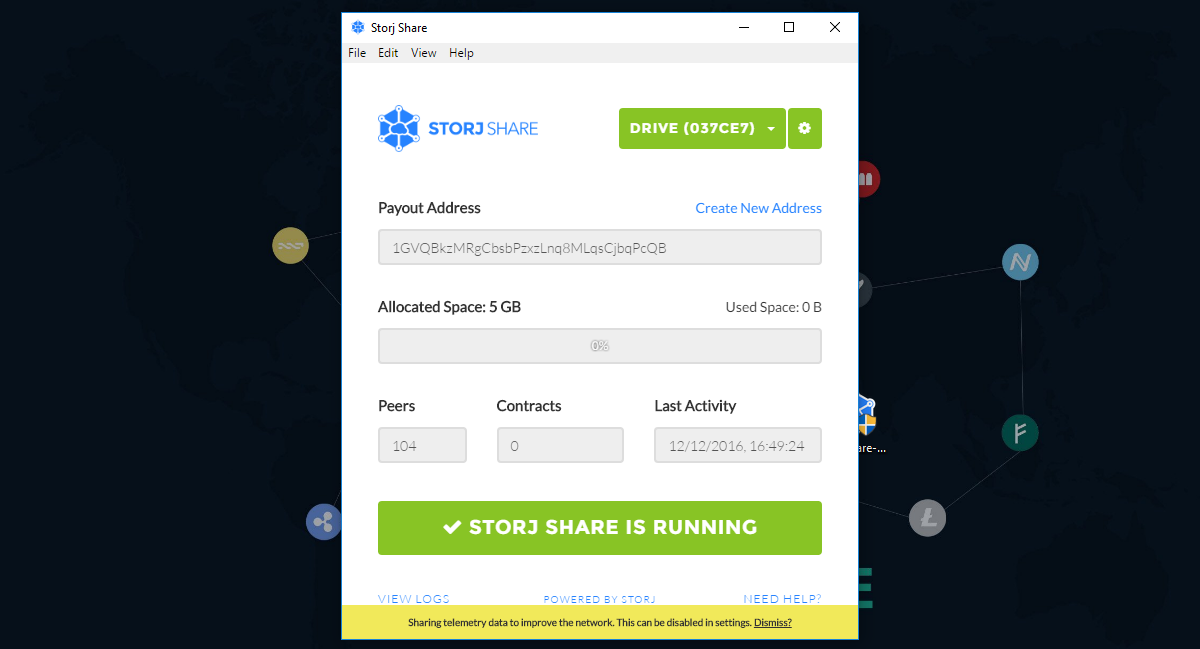 Storj Share
File Edit View Help
STORJ SHARE
DRIVE (037CE7)
Payout Address
Create New Address
1GVQBkzMRgCbsbPzxzLnq8MLqsCjbqPcQB
Allocated Space: 5 GB
Used Space: 0 B
0%
Peers
Contracts
Last Activity
104
0
12/12/2016, 16:49:24
are-...
STORJ SHARE IS RUNNING
VIEW LOGS
POWERED BY STORJ
NEED HELP?
Sharing telemetry data to improve the network. This can be disabled in settings. Dismiss?